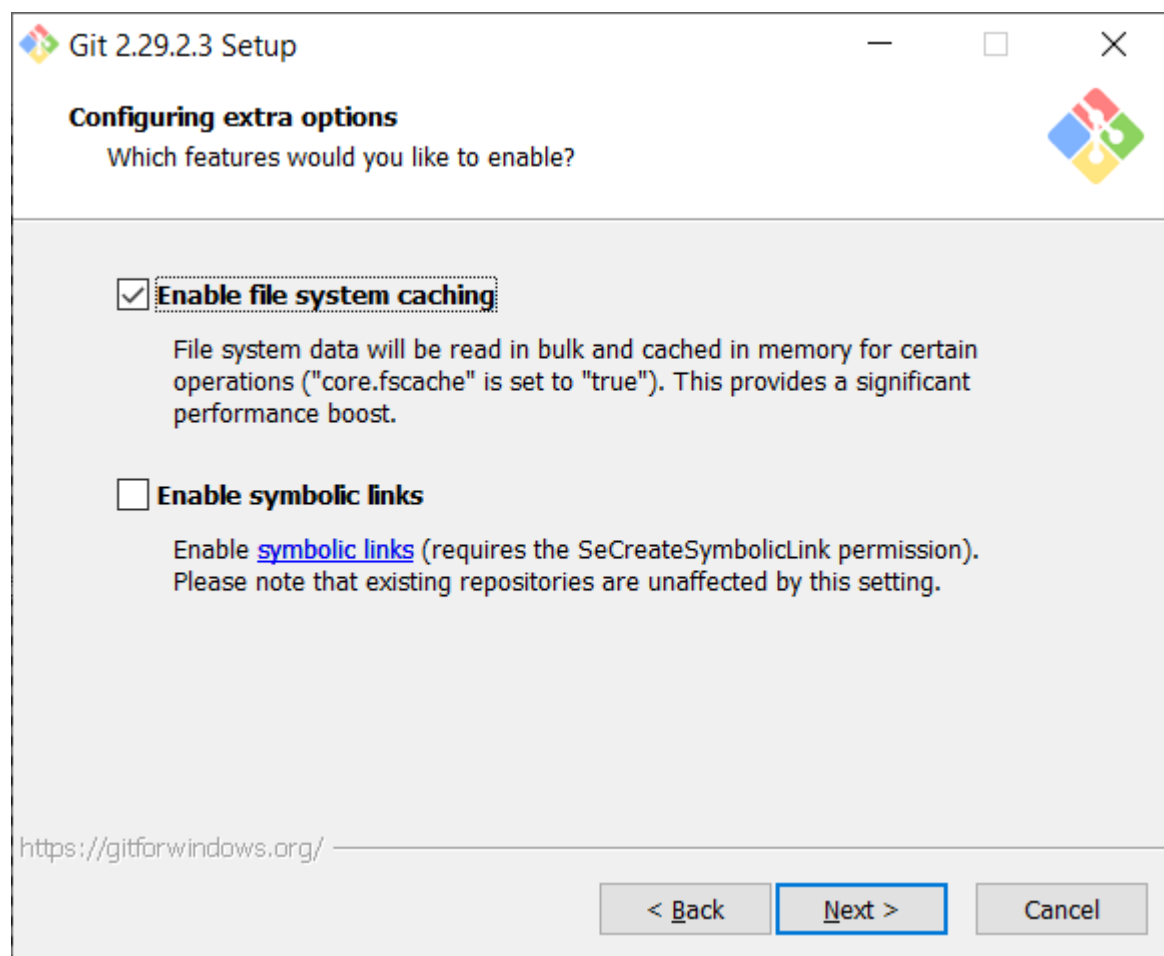 Git 2.29.2.3 Setup
Configuring extra options
Which features would you like to enable?
Enable file system caching
File system data will be read in bulk and cached in memory for certain
operations ("core.fscache" is set to "true"). This provides a significant
performance boost.
Enable symbolic links
Enable symbolic links (requires the SeCreateSymbolicLink permission).
Please note that existing repositories are unaffected by this setting.
https://gitforwindows.org/
< Back
Next >
Cancel